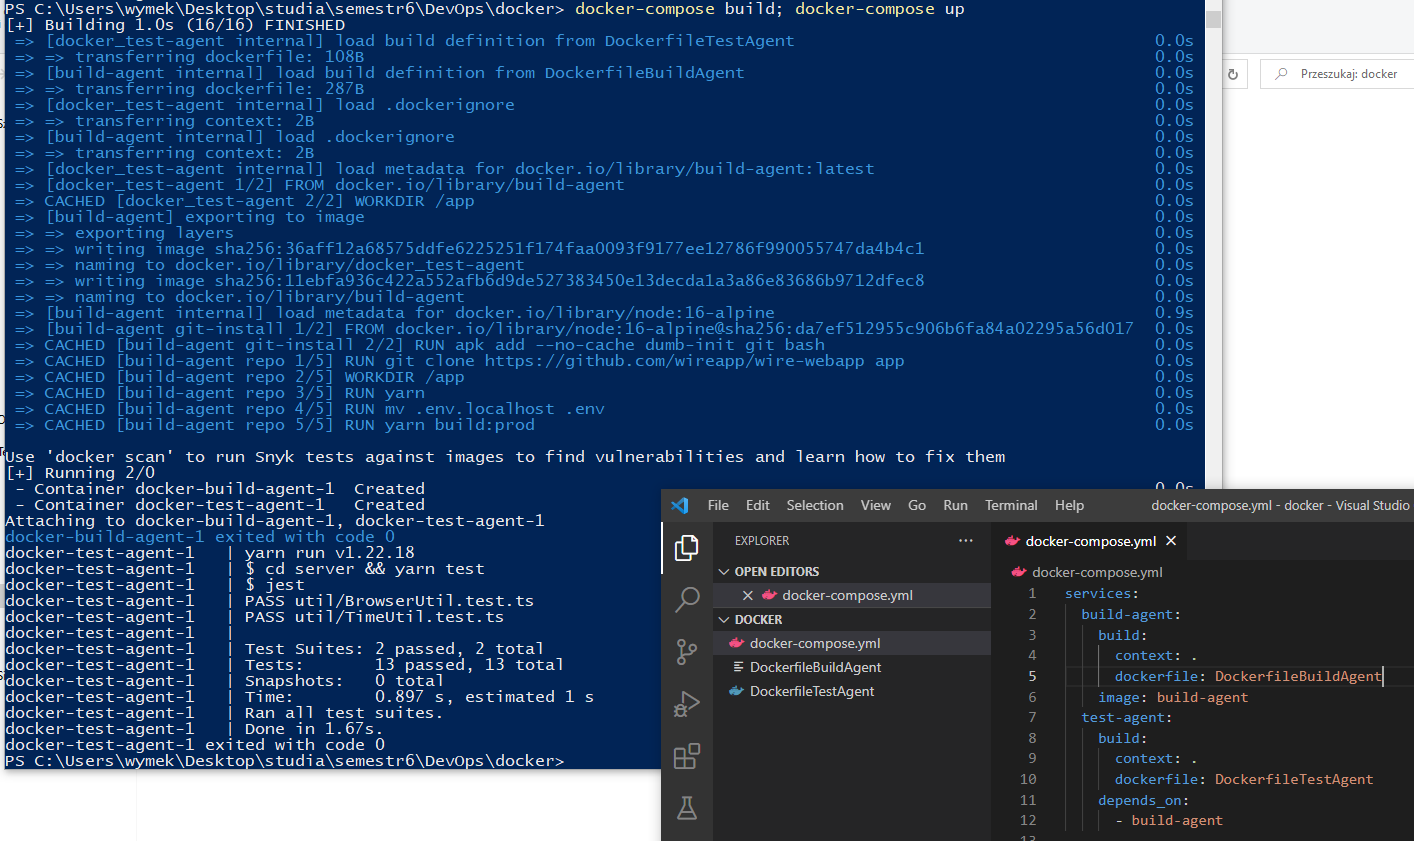 PS C:\Users\wymek\Desktop\studia\semestr6\DevOps\docker> docker-compose build; docker-compose up
[+] Building 1.0s (16/16) FINISHED
=> [docker_test-agent internal] load build definition from DockerfileTestAgent 0.0s
=> => transferring dockerfile: 108B 0.0s
=> [build-agent internal] load build definition from DockerfileBuildAgent 0.0s
=> => transferring dockerfile: 287B 0.0s
=> [docker_test-agent internal] load .dockerignore 0.0s
=> => transferring context: 2B 0.0s
=> [build-agent internal] load .dockerignore 0.0s
=> => transferring context: 2B 0.0s
=> [docker_test-agent internal] load metadata for docker.io/library/build-agent:latest 0.0s
=> [docker_test-agent 1/2] FROM docker.io/library/build-agent 0.0s
=> CACHED [docker_test-agent 2/2] WORKDIR /app 0.0s
=> [build-agent] exporting to image 0.0s
=> => exporting layers 0.0s
=> => writing image sha256:36aff12a68575ddfe6225251f174faa0093f9177ee12786f990055747da4b4c1 0.0s
=> => naming to docker.io/library/docker_test-agent 0.0s
=> => writing image sha256:11ebfa936c422a552afb6d9de527383450e13decda1a3a86e83686b9712dfec8 0.0s
=> => naming to docker.io/library/build-agent 0.0s
=> [build-agent internal] load metadata for docker.io/library/node:16-alpine 0.9s
=> [build-agent git-install 1/2] FROM docker.io/library/node:16-alpine@sha256:da7ef512955c906b6fa84a02295a56d017 0.0s
=> CACHED [build-agent git-install 2/2] RUN apk add --no-cache dumb-init git bash 0.0s
=> CACHED [build-agent repo 1/5] RUN git clone https://github.com/wireapp/wire-webapp app 0.0s
=> CACHED [build-agent repo 2/5] WORKDIR /app 0.0s
=> CACHED [build-agent repo 3/5] RUN yarn 0.0s
=> CACHED [build-agent repo 4/5] RUN mv .env.localhost .env 0.0s
=> CACHED [build-agent repo 5/5] RUN yarn build:prod 0.0s
Use 'docker scan' to run Snyk tests against images to find vulnerabilities and learn how to fix them
[+] Running 2/0
- Container docker-build-agent-1 Created 0.0s
- Container docker-test-agent-1 Created
Attaching to docker-build-agent-1, docker-test-agent-1
docker-build-agent-1 exited with code 0
docker-test-agent-1 | yarn run v1.22.18
docker-test-agent-1 | $ cd server && yarn test
docker-test-agent-1 | $ jest
docker-test-agent-1 | PASS util/BrowserUtil.test.ts
docker-test-agent-1 | PASS util/TimeUtil.test.ts
docker-test-agent-1 |
docker-test-agent-1 | Test Suites: 2 passed, 2 total
docker-test-agent-1 | Tests: 13 passed, 13 total
docker-test-agent-1 | Snapshots: 0 total
docker-test-agent-1 | Time: 0.897 s, estimated 1 s
docker-test-agent-1 | Ran all test suites.
docker-test-agent-1 | Done in 1.67s.
docker-test-agent-1 exited with code 0
PS C:\Users\wymek\Desktop\studia\semestr6\DevOps\docker>
Przeszukaj: docker
File Edit Selection View Go Run Terminal Help docker-compose.yml - docker - Visual Studio
EXPLORER ...
OPEN EDITORS
docker-compose.yml
DOCKER
docker-compose.yml
DockerfileBuildAgent
DockerfileTestAgent
docker-compose.yml
docker-compose.yml
1 services:
2 build-agent:
3 build:
4 context: .
5 dockerfile: DockerfileBuildAgent
6 image: build-agent
7 test-agent:
8 build:
9 context: .
10 dockerfile: DockerfileTestAgent
11 depends_on:
12 - build-agent